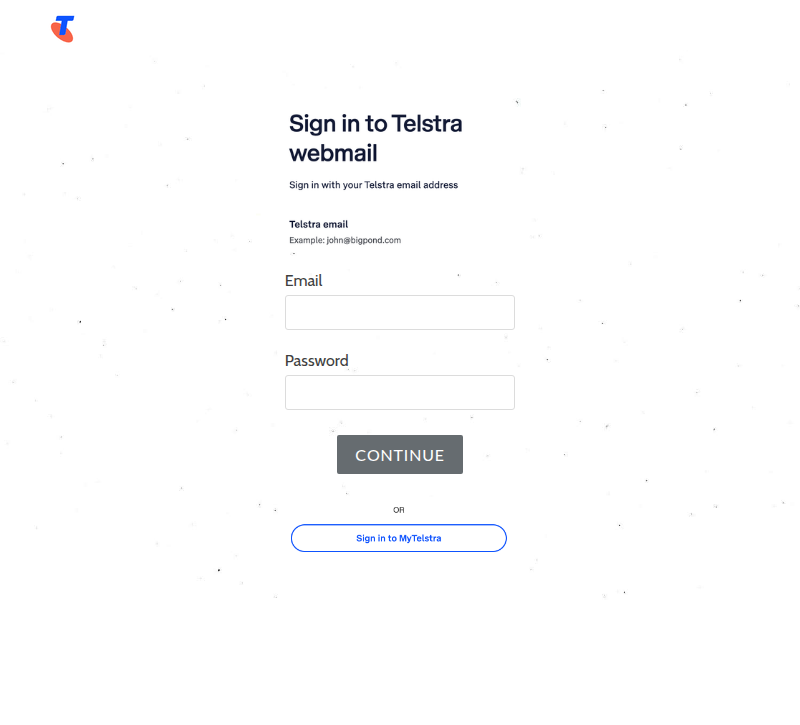 T
Sign in to Telstra
webmail
Sign in with your Telstra email address
Telstra email
Example: john@bigpond.com
Email
Password
CONTINUE
OR
Sign in to MyTelstra